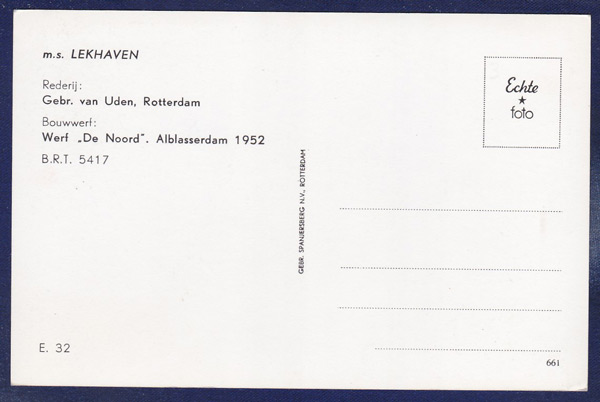 m.s. LEKHAVEN
Rederij:
Gebr. van Uden, Rotterdam
Bouwwerf:
Werf „De Noord”. Alblasserdam 1952
B.R.T. 5417
E. 32
GEBR. SPANJERSBERG N.V., ROTTERDAM
Echte
foto
661